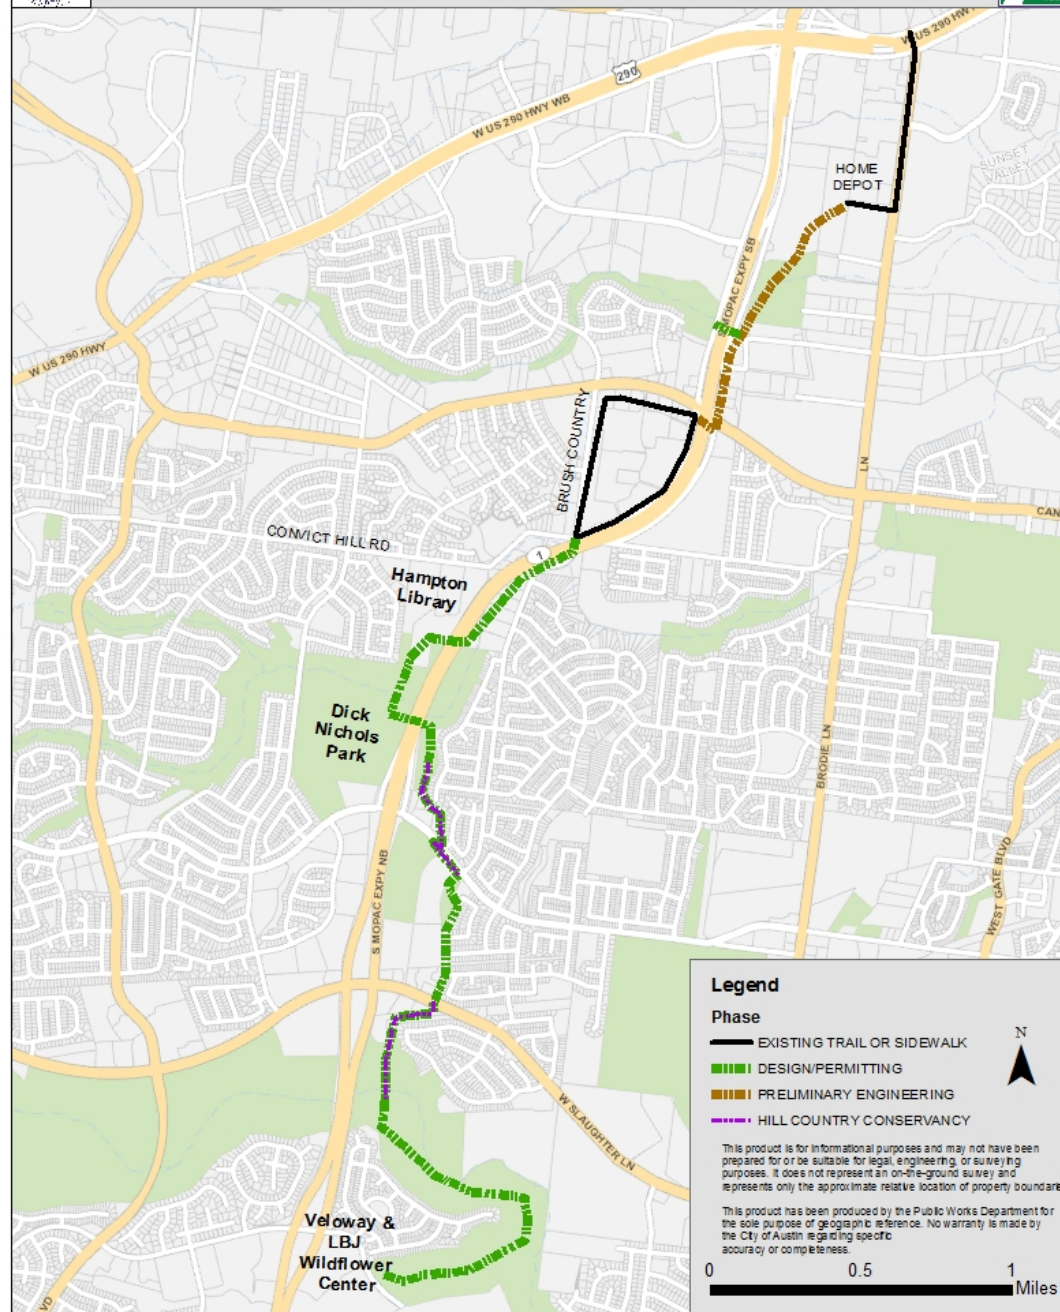 W US 290 HWY
290
W US 290 HWY WB
SUNSET
VALLEY
HOME
DEPOT
S MOPAC EXPY SB
W US 290 HWY
BRUSH COUNTRY
LN
CAN
CONVICT HILL RD
1
Hampton
Library
Dick
Nichols
Park
BRODIE LN
WEST GATE BLVD
S MOPAC EXPY NB
W SLAUGHTER LN
Veloway &
LBJ
Wildflower
Center
VD
Legend
Phase
EXISTING TRAIL OR SIDEWALK
DESIGN/PERMITTING
PRELIMINARY ENGINEERING
HILL COUNTRY CONSERVANCY
N
This product is for informational purposes and may not have been
prepared for or be suitable for legal, engineering, or surveying
purposes. It does not represent an on-the-ground survey and
represents only the approximate relative location of property boundarie
This product has been produced by the Public Works Department for
the sole purpose of geographic reference. No warranty is made by
the City of Austin regarding specific
accuracy or completeness.
0 0.5 1
Miles